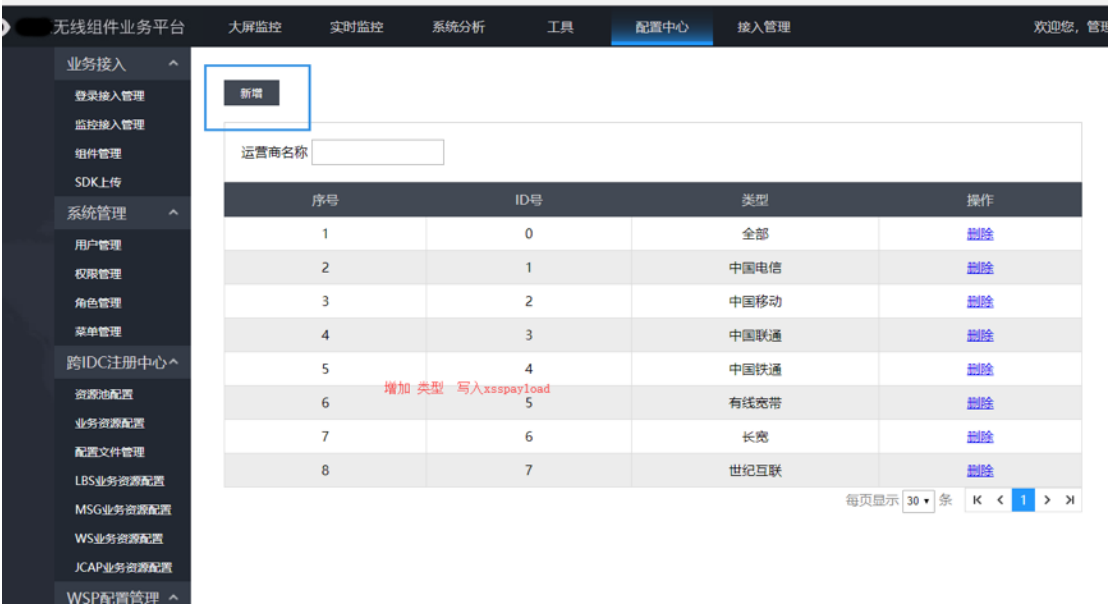 无线组件业务平台 大屏监控 实时监控 系统分析 工具 配置中心 接入管理 欢迎您，管理
业务接入
登录接入管理
监控接入管理
组件管理
SDK上传
系统管理
用户管理
权限管理
角色管理
菜单管理
跨IDC注册中心
资源池配置
业务资源配置
配置文件管理
LBS业务资源配置
MSG业务资源配置
WS业务资源配置
JCAP业务资源配置
WSP配置管理
新增
运营商名称
序号 ID号 类型 操作
1 0 全部 删除
2 1 中国电信 删除
3 2 中国移动 删除
4 3 中国联通 删除
5 4 中国铁通 删除
增加 类型 写入xsspayload
6 5 有线宽带 删除
7 6 长宽 删除
8 7 世纪互联 删除
每页显示 30 条 1